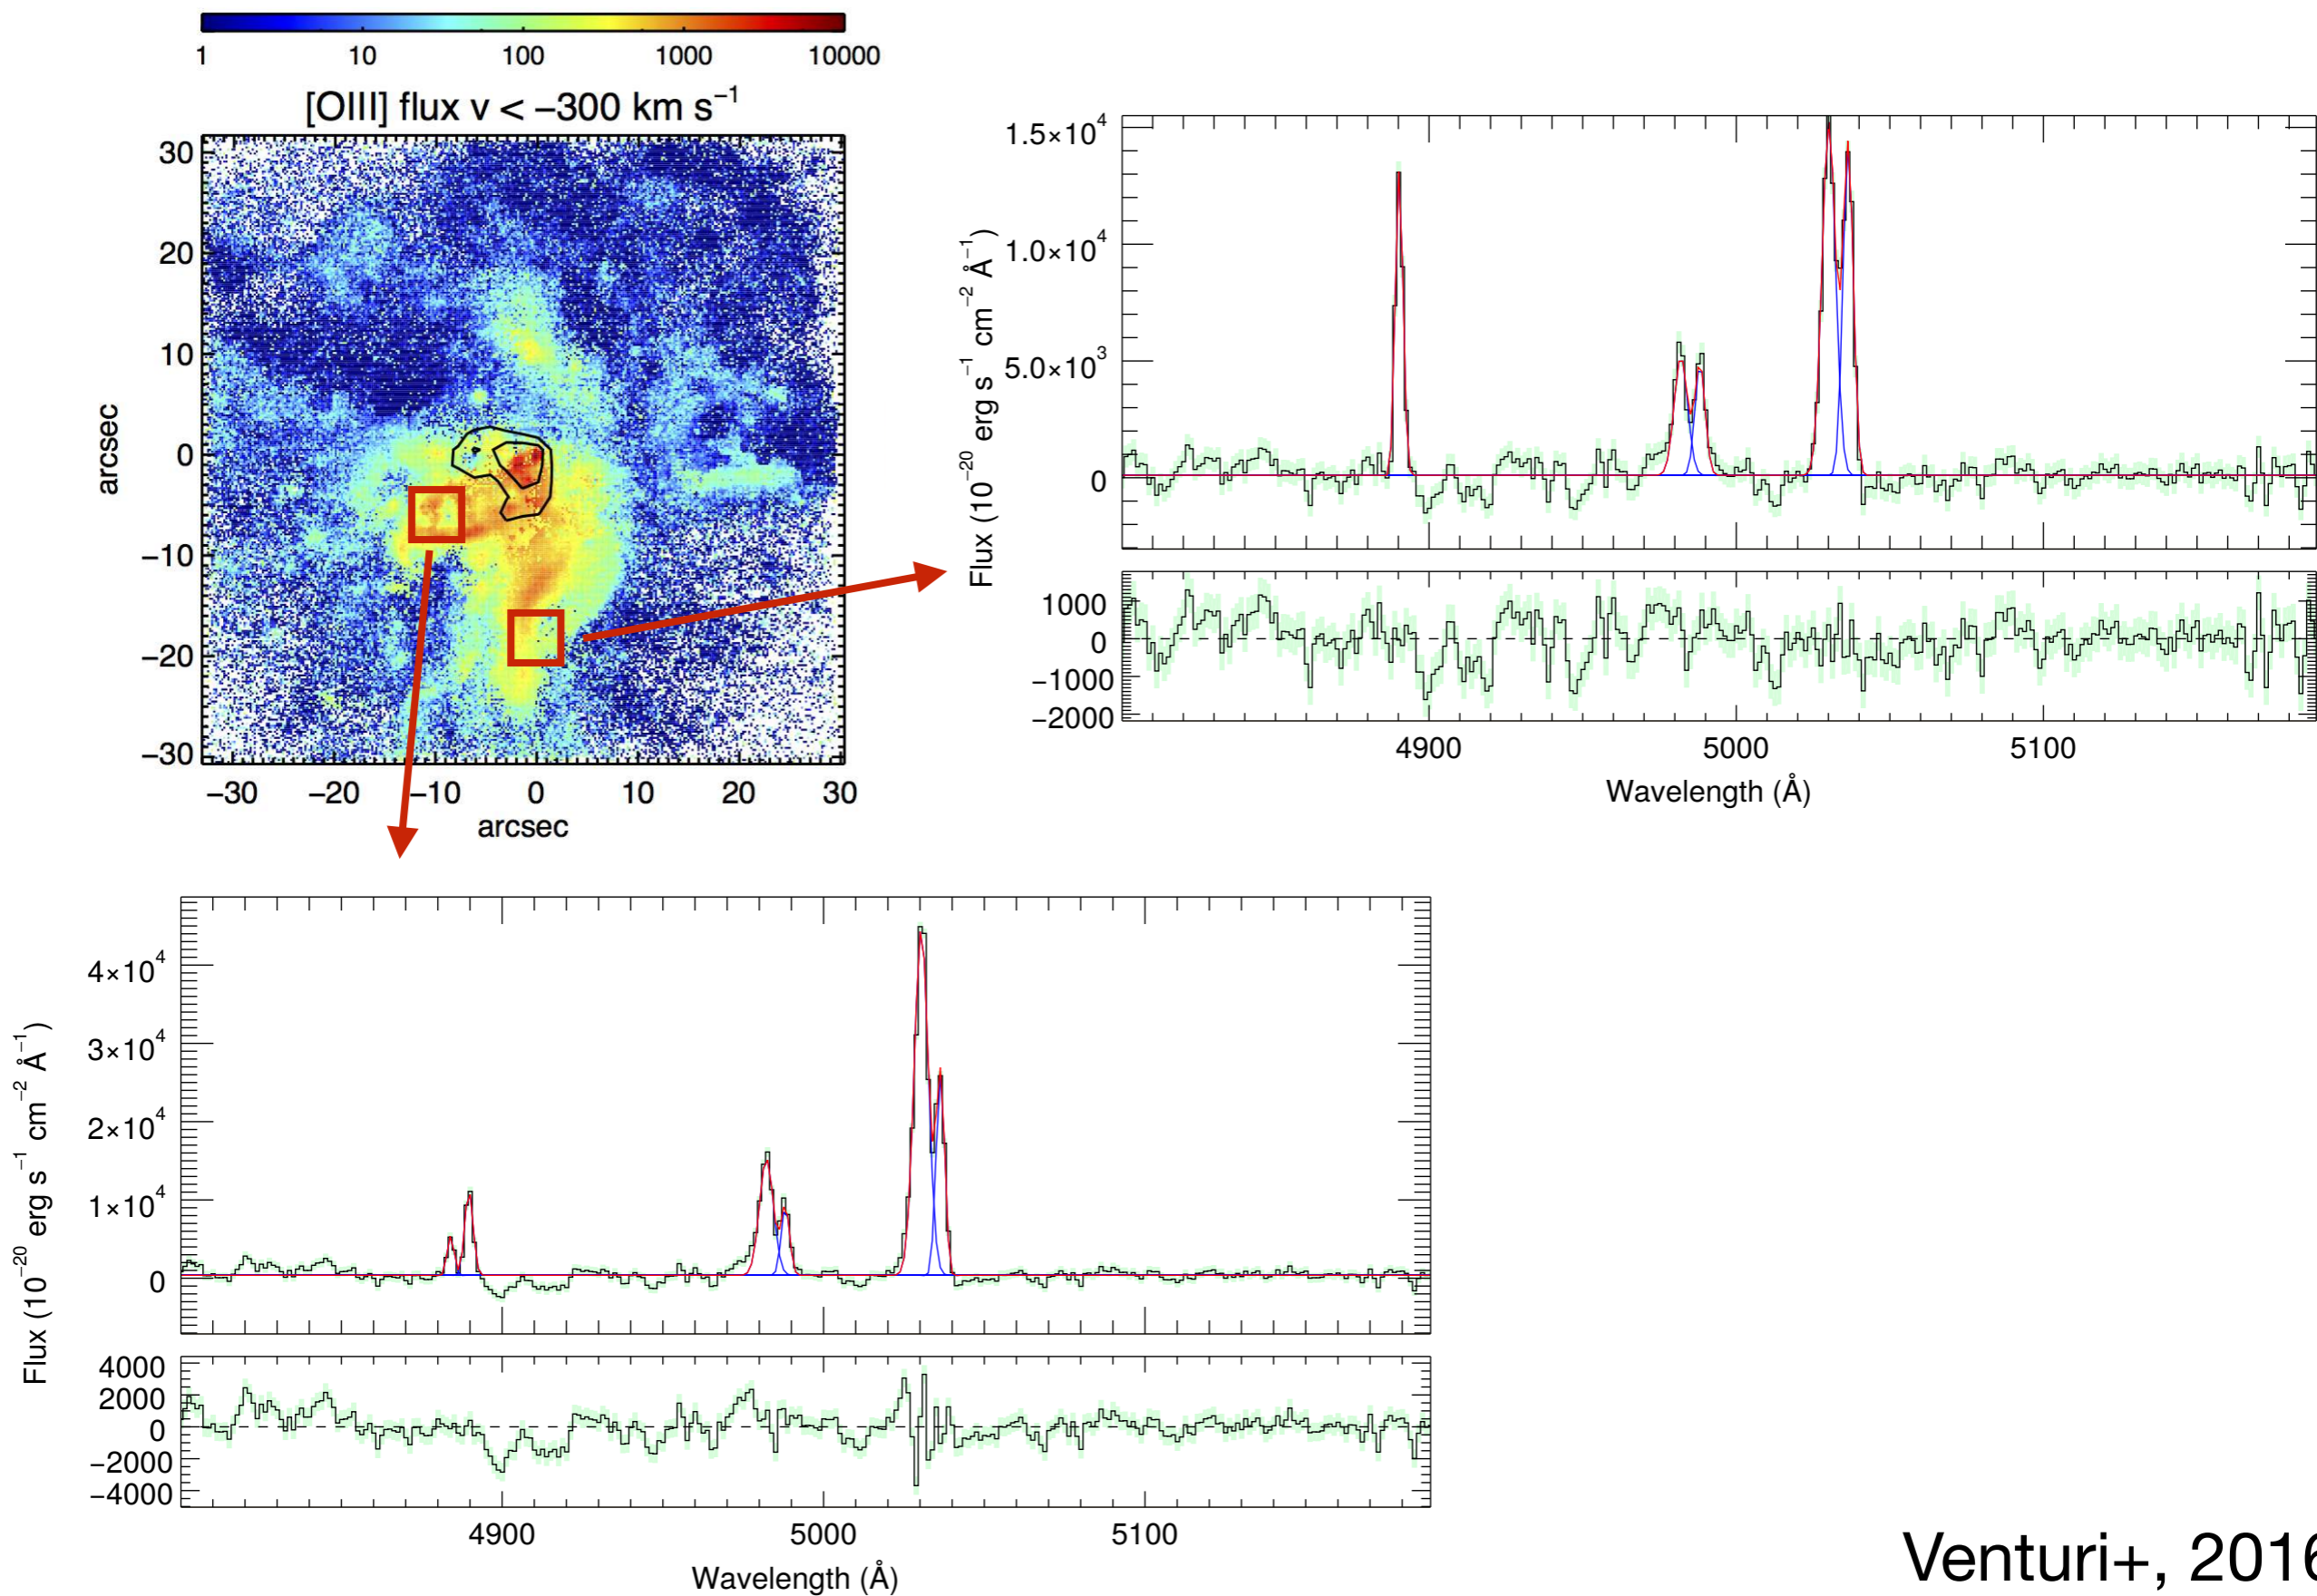 1 10 100 1000 10000
[OIII] flux v < −300 km s⁻¹
30
20
10
0
−10
−20
−30
arcsec
−30 −20 −10 0 10 20 30
arcsec
1.5×10⁴
1.0×10⁴
5.0×10³
0
Flux (10⁻²⁰ erg s⁻¹ cm⁻² Å⁻¹)
1000
0
−1000
−2000
4900 5000 5100
Wavelength (Å)
4×10⁴
3×10⁴
2×10⁴
1×10⁴
0
Flux (10⁻²⁰ erg s⁻¹ cm⁻² Å⁻¹)
4000
2000
0
−2000
−4000
4900 5000 5100
Wavelength (Å)
Venturi+, 2016